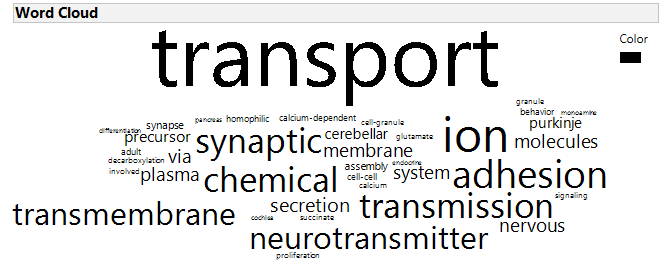 Word Cloud
Color
transport
granule
behavior monoamine
pancreas homophilic calcium-dependent cell-granule purkinje
differentiation synapse
precursor synaptic cerebellar glutamate ion molecules
adult via membrane
decarboxylation assembly endocrine
involved plasma chemical cell-cell system adhesion
calcium
secretion transmission signaling
transmembrane cochlea succinate nervous
neurotransmitter
proliferation